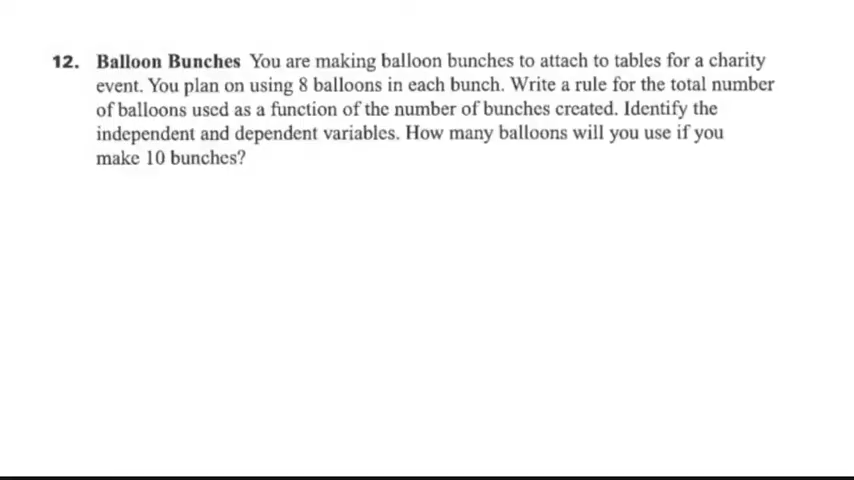 12. Balloon Bunches You are making balloon bunches to attach to tables for a charity
event. You plan on using 8 balloons in each bunch. Write a rule for the total number
of balloons used as a function of the number of bunches created. Identify the
independent and dependent variables. How many balloons will you use if you
make 10 bunches?